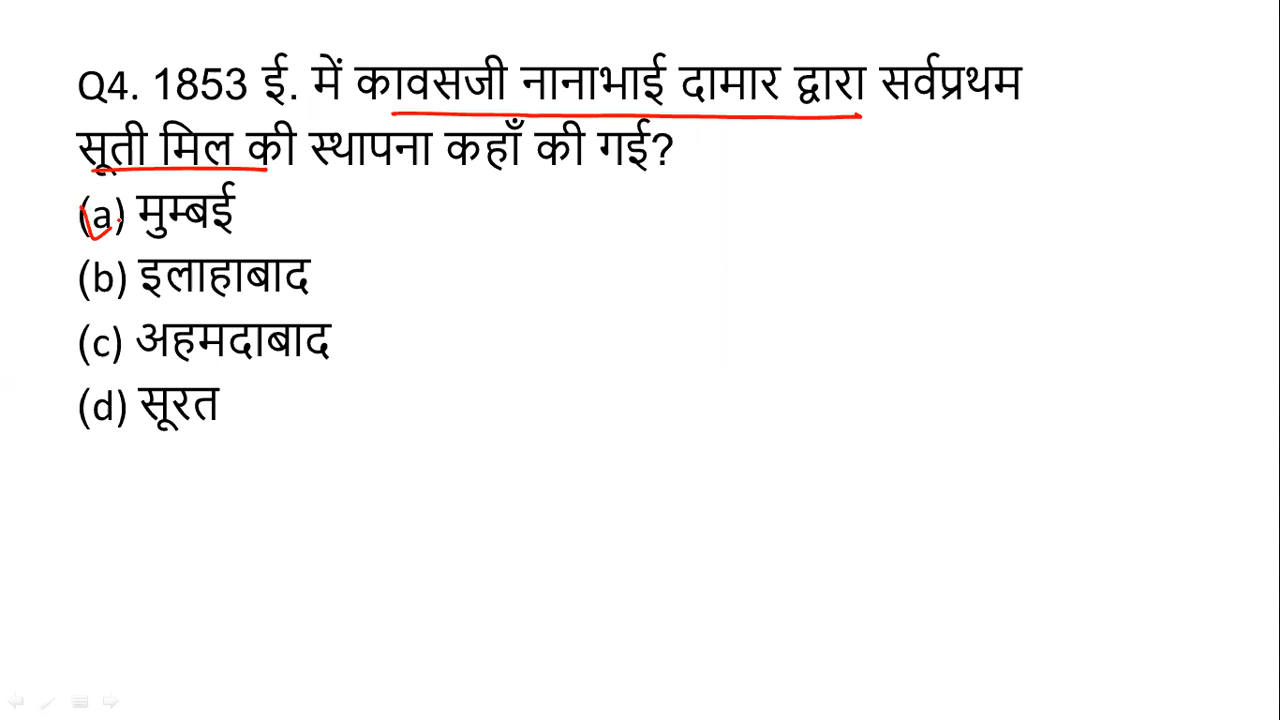 Q4. 1853 ई. में कावसजी नानाभाई दामार द्वारा सर्वप्रथम
सूती मिल की स्थापना कहाँ की गई?
(a) मुम्बई
(b) इलाहाबाद
(c) अहमदाबाद
(d) सूरत